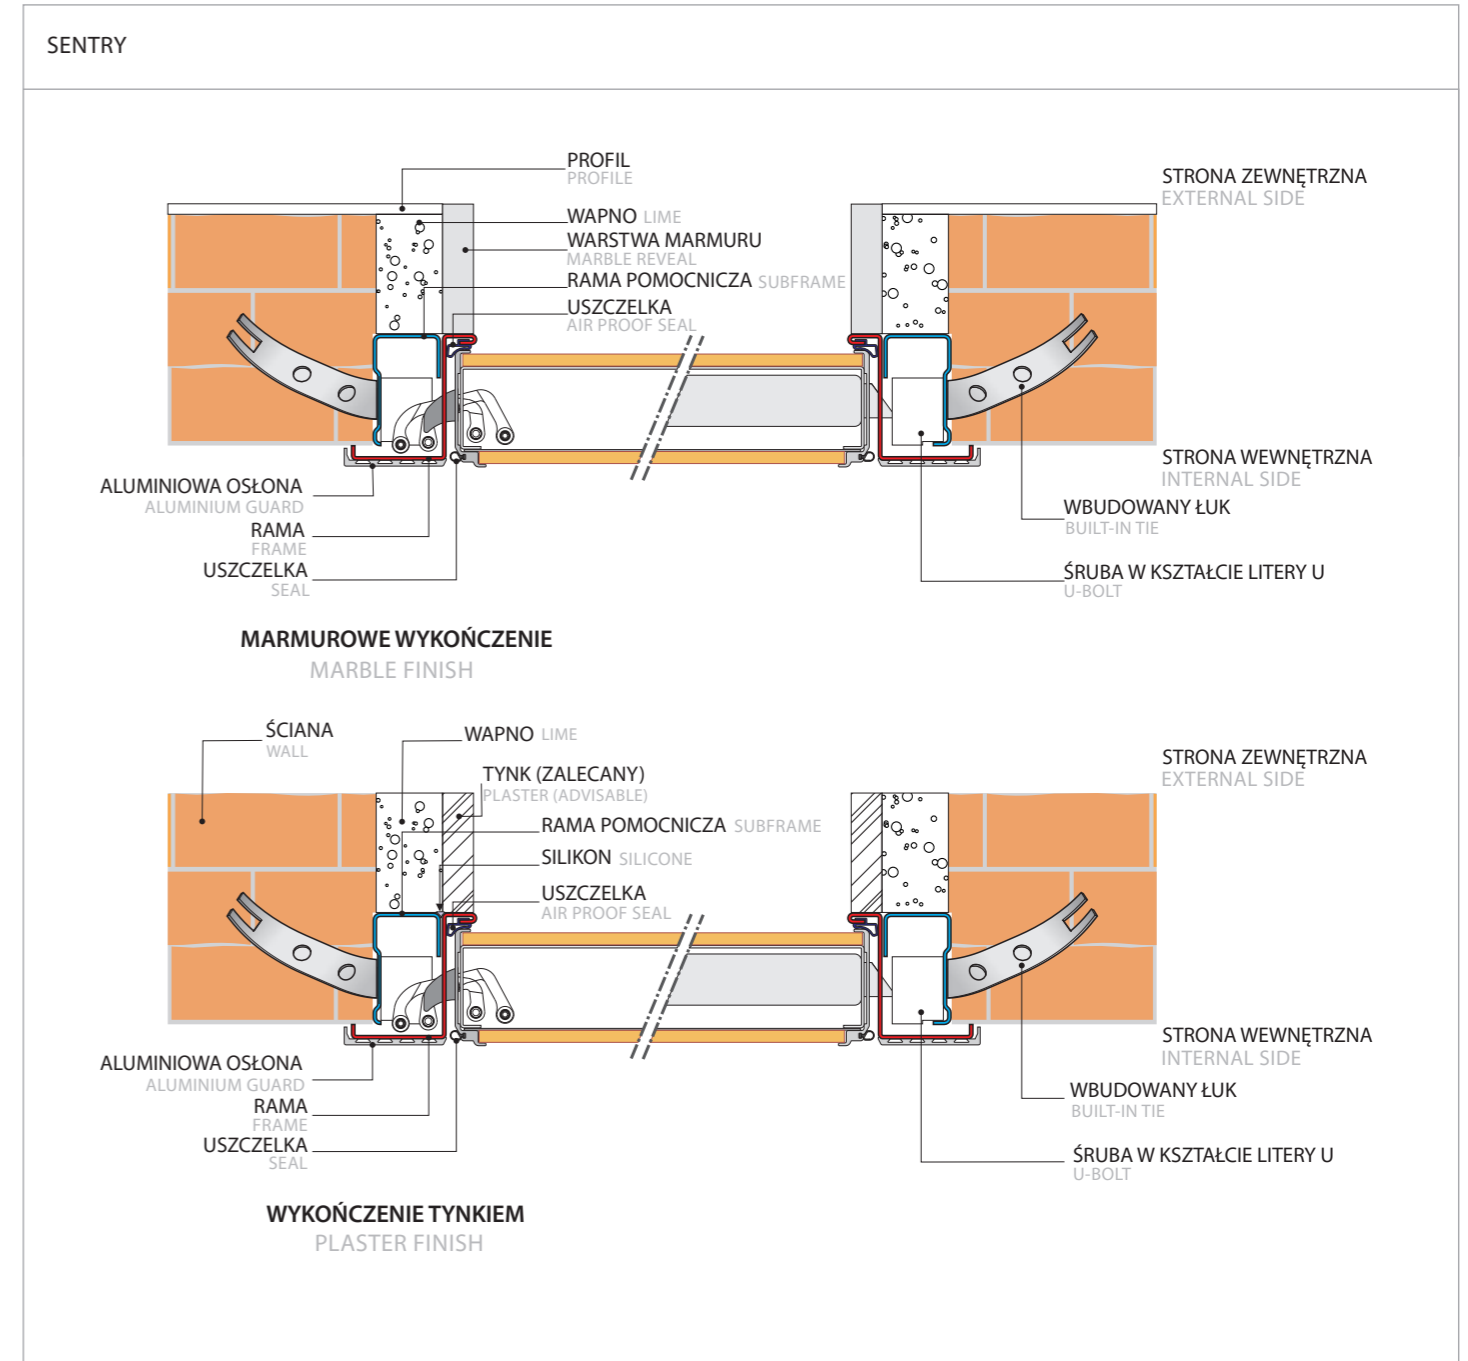 SENTRY
PROFIL
PROFILE
WAPNO LIME
WARSTWA MARMURU
MARBLE REVEAL
RAMA POMOCNICZA SUBFRAME
USZCZELKA
AIR PROOF SEAL
STRONA ZEWNĘTRZNA
EXTERNAL SIDE
ALUMINIOWA OSŁONA
ALUMINIUM GUARD
RAMA
FRAME
USZCZELKA
SEAL
STRONA WEWNĘTRZNA
INTERNAL SIDE
WBUDOWANY ŁUK
BUILT-IN TIE
ŚRUBA W KSZTAŁCIE LITERY U
U-BOLT
MARMUROWE WYKOŃCZENIE
MARBLE FINISH
ŚCIANA
WALL
WAPNO LIME
TYNK (ZALECANY)
PLASTER (ADVISABLE)
RAMA POMOCNICZA SUBFRAME
SILIKON SILICONE
USZCZELKA
AIR PROOF SEAL
STRONA ZEWNĘTRZNA
EXTERNAL SIDE
ALUMINIOWA OSŁONA
ALUMINIUM GUARD
RAMA
FRAME
USZCZELKA
SEAL
STRONA WEWNĘTRZNA
INTERNAL SIDE
WBUDOWANY ŁUK
BUILT-IN TIE
ŚRUBA W KSZTAŁCIE LITERY U
U-BOLT
WYKOŃCZENIE TYNKIEM
PLASTER FINISH